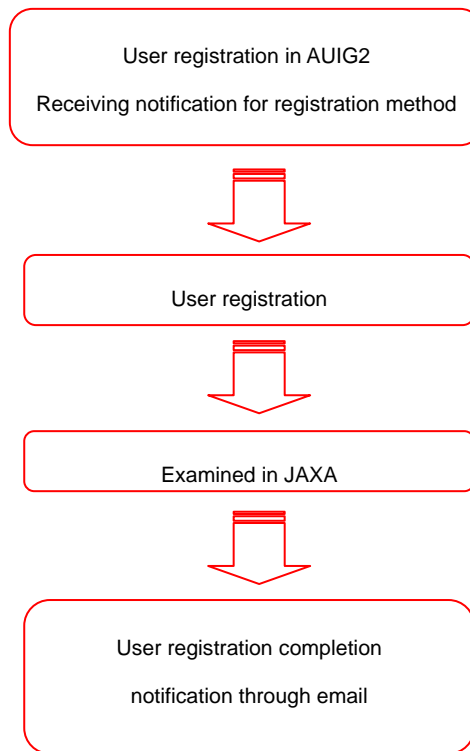 User registration in AUIG2
Receiving notification for registration method
User registration
Examined in JAXA
User registration completion
notification through email